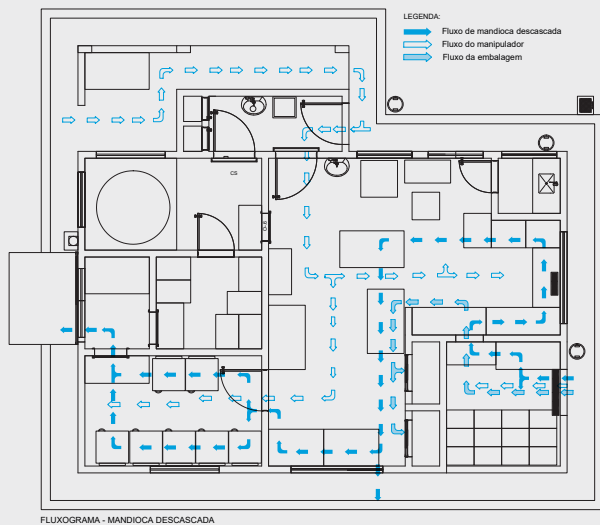 LEGENDA:
Fluxo de mandioca descascada
Fluxo do manipulador
Fluxo da embalagem
CS
FLUXOGRAMA - MANDIOCA DESCASCADA